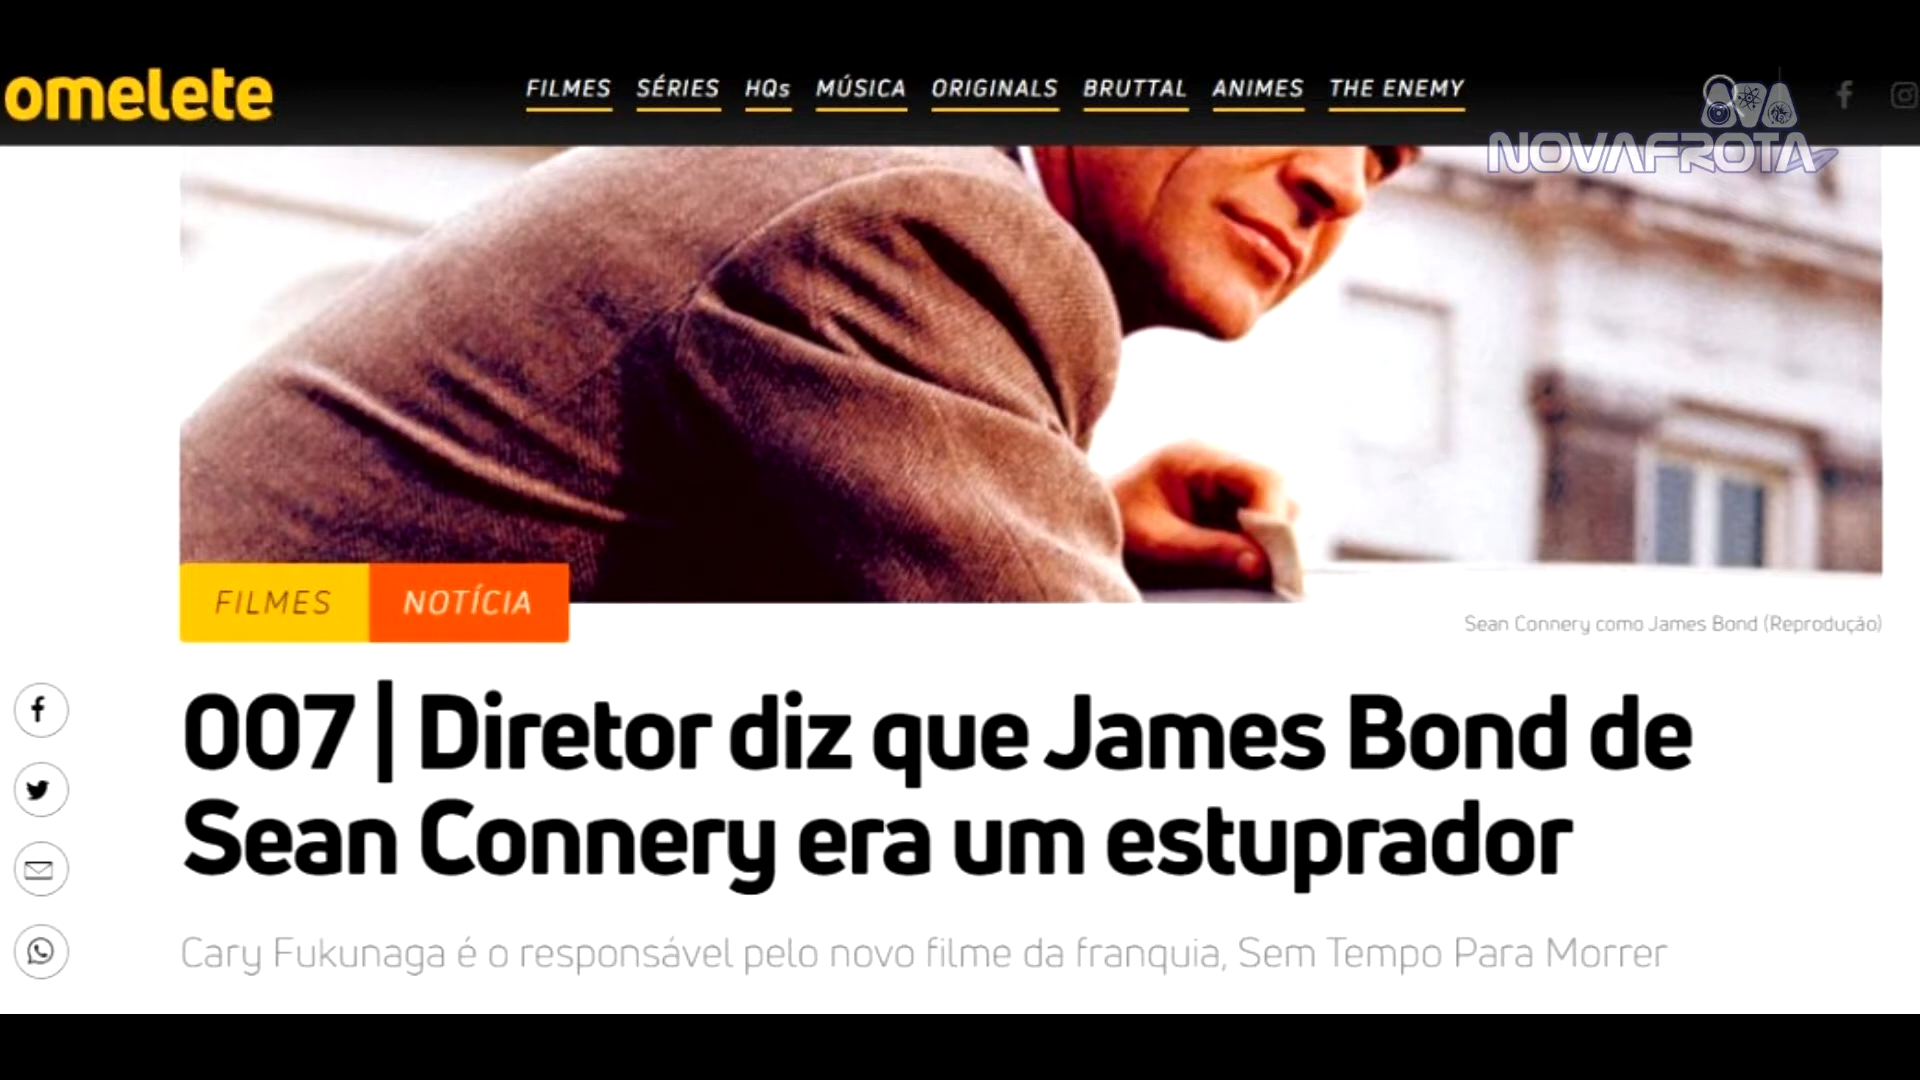 omelete
FILMES SÉRIES HQs MÚSICA ORIGINALS BRUTTAL ANIMES THE ENEMY
NOVAFROTA
FILMES NOTÍCIA
Sean Connery como James Bond (Reprodução)
007 | Diretor diz que James Bond de
Sean Connery era um estuprador
Cary Fukunaga é o responsável pelo novo filme da franquia, Sem Tempo Para Morrer